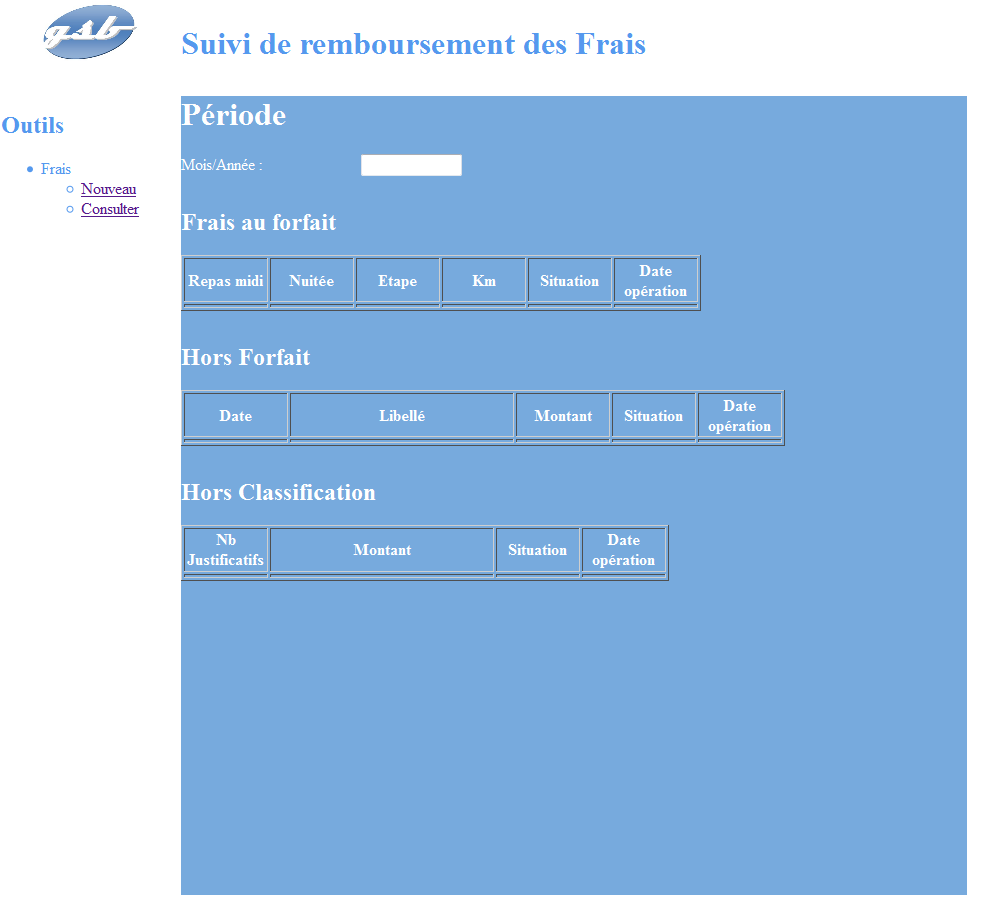 gsb
Suivi de remboursement des Frais
Outils
Frais
Nouveau
Consulter
Période
Mois/Année :
Frais au forfait
Repas midi Nuitée Etape Km Situation Date opération
Hors Forfait
Date Libellé Montant Situation Date opération
Hors Classification
Nb Justificatifs Montant Situation Date opération